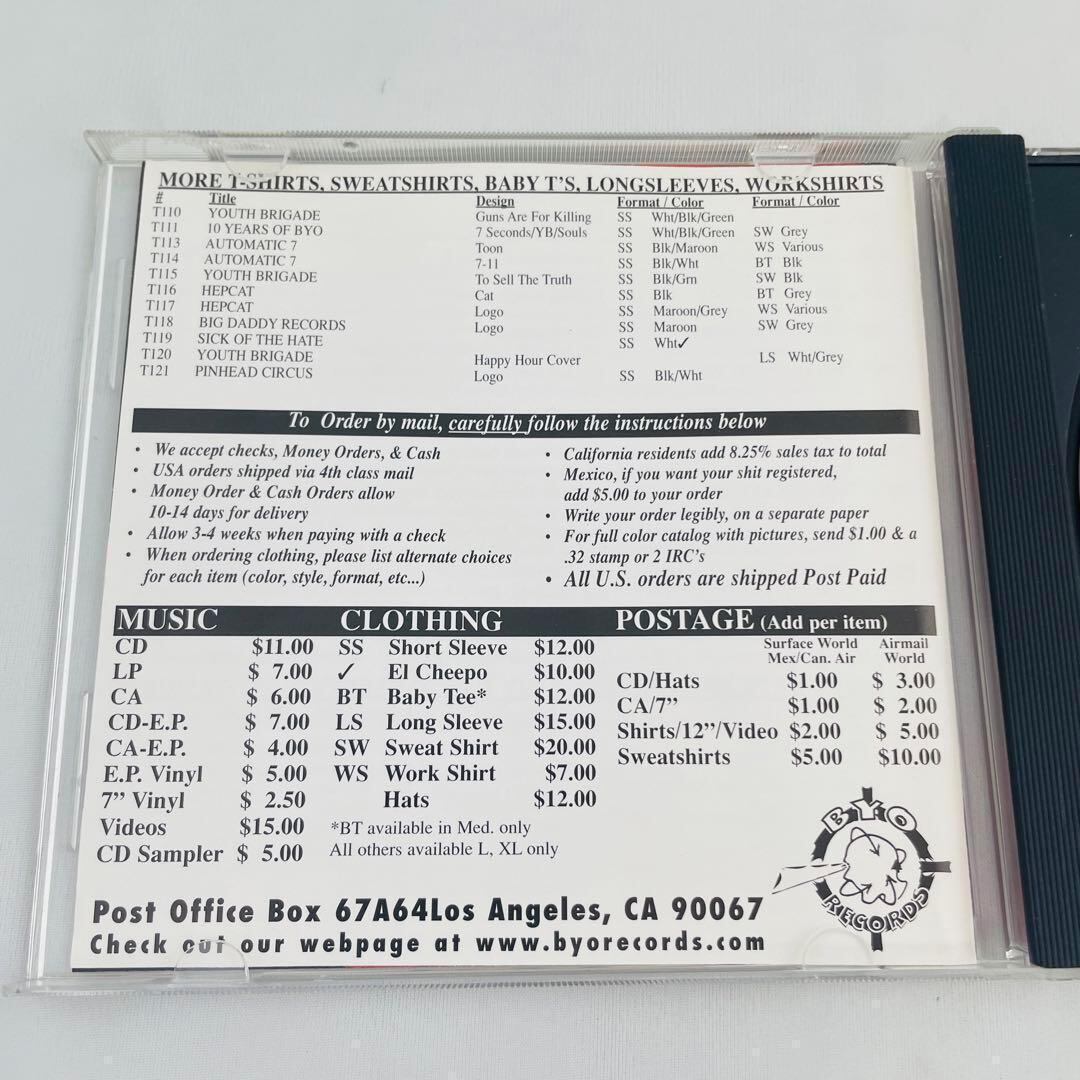 MORE T-SHIRTS, SWEATSHIRTS, BABY T'S, LONGSLEEVES, WORKSHIRTS
# Title Design Format / Color Format / Color
T110 YOUTH BRIGADE Guns Are For Killing SS Wht/Blk/Green
T111 10 YEARS OF BYO 7 Seconds/YB/Souls SS Wht/Blk/Green SW Grey
T113 AUTOMATIC 7 Toon SS Blk/Maroon WS Various
T114 AUTOMATIC 7 7-11 SS Blk/Wht BT Blk
T115 YOUTH BRIGADE To Sell The Truth SS Blk/Grn SW Blk
T116 HEPCAT Cat SS Blk BT Grey
T117 HEPCAT Logo SS Maroon/Grey WS Various
T118 BIG DADDY RECORDS Logo SS Maroon SW Grey
T119 SICK OF THE HATE SS Wht✓
T120 YOUTH BRIGADE Happy Hour Cover LS Wht/Grey
T121 PINHEAD CIRCUS Logo SS Blk/Wht
To Order by mail, carefully follow the instructions below
• We accept checks, Money Orders, & Cash
• USA orders shipped via 4th class mail
• Money Order & Cash Orders allow
10-14 days for delivery
• Allow 3-4 weeks when paying with a check
• When ordering clothing, please list alternate choices
for each item (color, style, format, etc...)
• California residents add 8.25% sales tax to total
• Mexico, if you want your shit registered,
add $5.00 to your order
• Write your order legibly, on a separate paper
• For full color catalog with pictures, send $1.00 & a
.32 stamp or 2 IRC's
• All U.S. orders are shipped Post Paid
MUSIC
CD $11.00
LP $ 7.00
CA $ 6.00
CD-E.P. $ 7.00
CA-E.P. $ 4.00
E.P. Vinyl $ 5.00
7" Vinyl $ 2.50
Videos $15.00
CD Sampler $ 5.00
CLOTHING
SS Short Sleeve $12.00
✓ El Cheepo $10.00
BT Baby Tee* $12.00
LS Long Sleeve $15.00
SW Sweat Shirt $20.00
WS Work Shirt $7.00
Hats $12.00
*BT available in Med. only
All others available L, XL only
POSTAGE (Add per item)
Surface World Airmail
Mex/Can. Air World
CD/Hats $1.00 $ 3.00
CA/7" $1.00 $ 2.00
Shirts/12"/Video $2.00 $ 5.00
Sweatshirts $5.00 $10.00
BYO
RECORDS
Post Office Box 67A64Los Angeles, CA 90067
Check out our webpage at www.byorecords.com